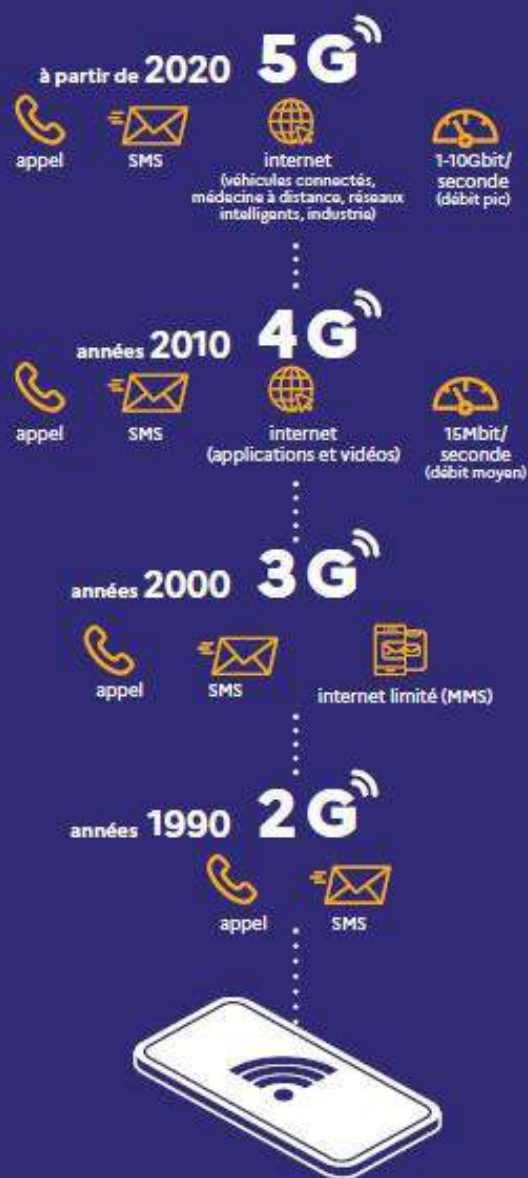 à partir de 2020 5G
appel
SMS
internet
(véhicules connectés,
médecine à distance, réseaux
intelligents, industrie)
1-10Gbit/
seconde
(débit pic)
années 2010 4G
appel
SMS
internet
(applications et vidéos)
15Mbit/
seconde
(débit moyen)
années 2000 3G
appel
SMS
internet limité (MMS)
années 1990 2G
appel
SMS